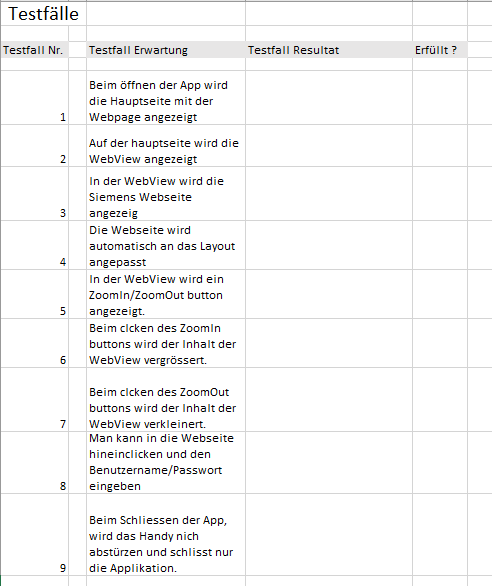 Testfälle
Testfall Nr. Testfall Erwartung Testfall Resultat Erfüllt ?
Beim öffnen der App wird
die Hauptseite mit der
1 Webpage angezeigt
Auf der hauptseite wird die
2 WebView angezeigt
In der WebView wird die
Siemens Webseite
3 angezeig
Die Webseite wird
automatisch an das Layout
4 angepasst
In der WebView wird ein
ZoomIn/ZoomOut button
5 angezeigt.
Beim clcken des ZoomIn
buttons wird der Inhalt der
6 WebView vergrössert.
Beim clcken des ZoomOut
buttons wird der Inhalt der
7 WebView verkleinert.
Man kann in die Webseite
hineinclicken und den
Benutzername/Passwort
8 eingeben
Beim Schliessen der App,
wird das Handy nich
abstürzen und schlisst nur
9 die Applikation.